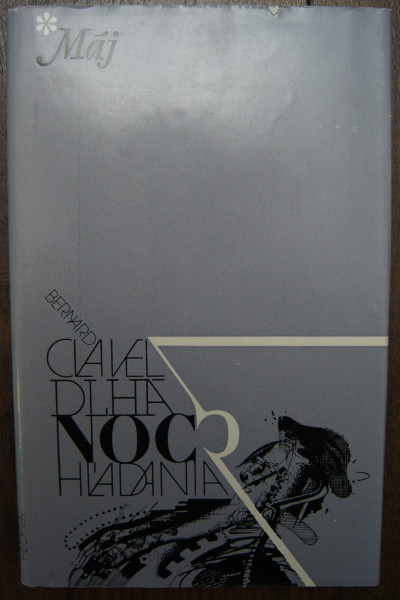 *Máj
BERNARD
CLAVEL
DLHÁ
NOC
HĽADANIA